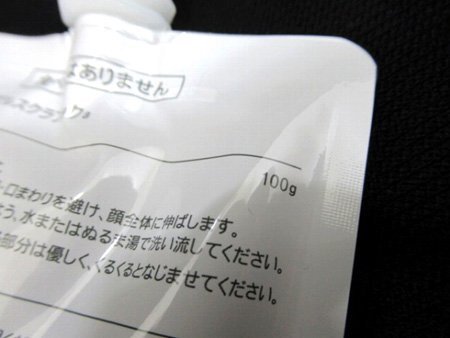 はありません
スクラップ
100g
口まわりを避け、顔全体に伸ばします。
う、水またはぬるま湯で洗い流してください。
部分は優しく、くるくるとなじませてください。